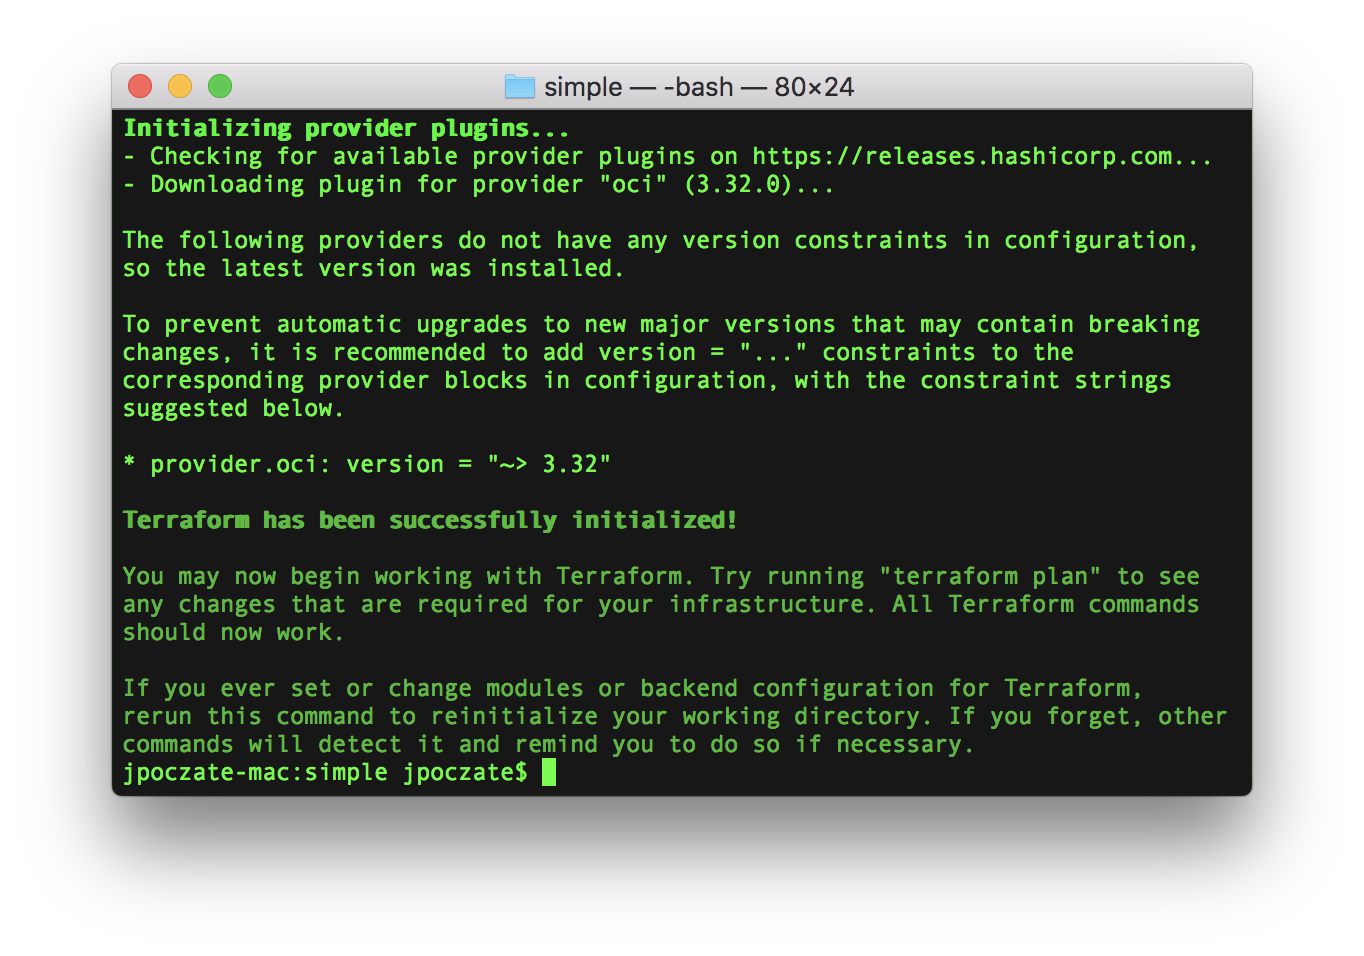 simple — -bash — 80×24
Initializing provider plugins...
- Checking for available provider plugins on https://releases.hashicorp.com...
- Downloading plugin for provider "oci" (3.32.0)...
The following providers do not have any version constraints in configuration,
so the latest version was installed.
To prevent automatic upgrades to new major versions that may contain breaking
changes, it is recommended to add version = "..." constraints to the
corresponding provider blocks in configuration, with the constraint strings
suggested below.
* provider.oci: version = "~> 3.32"
Terraform has been successfully initialized!
You may now begin working with Terraform. Try running "terraform plan" to see
any changes that are required for your infrastructure. All Terraform commands
should now work.
If you ever set or change modules or backend configuration for Terraform,
rerun this command to reinitialize your working directory. If you forget, other
commands will detect it and remind you to do so if necessary.
jpoczate-mac:simple jpoczate$